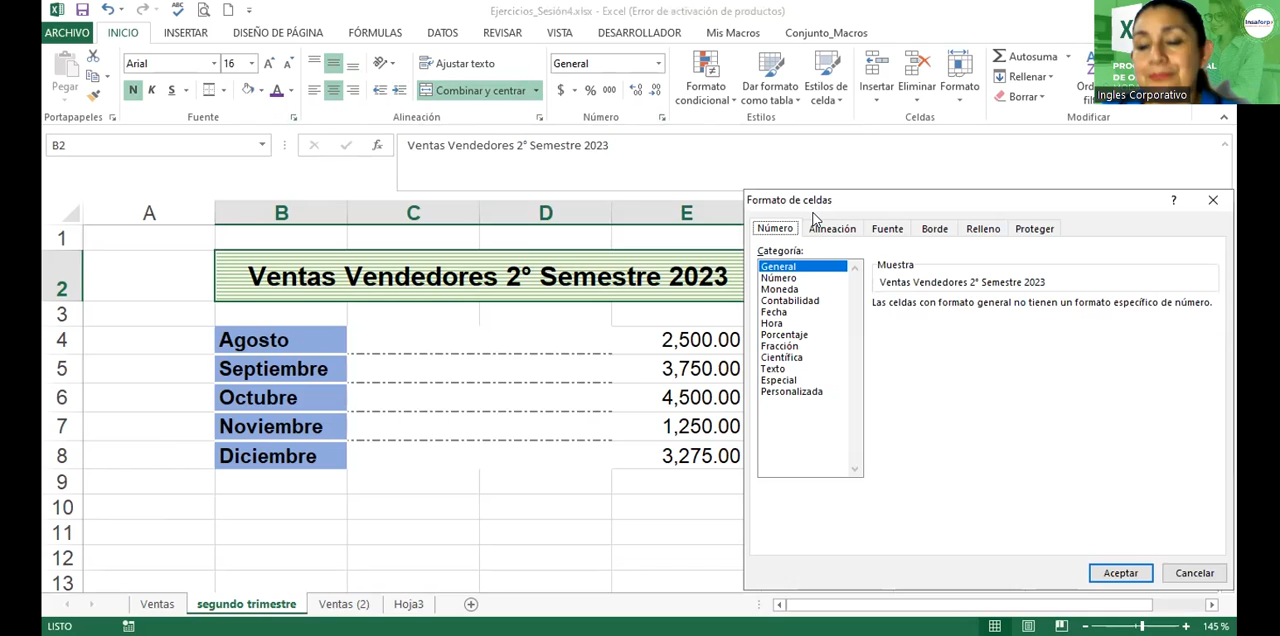 Ejercicios_Sesión4.xlsx - Excel (Error de activación de productos)
ARCHIVO INICIO INSERTAR DISEÑO DE PÁGINA FÓRMULAS DATOS REVISAR VISTA DESARROLLADOR Mis Macros Conjunto_Macros
Pegar
Arial 16
N K S A
Ajustar texto
Combinar y centrar
General
$ % 000
Formato condicional
Dar formato como tabla
Estilos de celda
Insertar
Eliminar
Formato
Autosuma
Rellenar
Borrar
Portapapeles Fuente Alineación Número Estilos Celdas Modificar
Insaforp
Ingles Corporativo
B2 fx Ventas Vendedores 2° Semestre 2023
A B C D E
1
2 Ventas Vendedores 2° Semestre 2023
3
4 Agosto 2,500.00
5 Septiembre 3,750.00
6 Octubre 4,500.00
7 Noviembre 1,250.00
8 Diciembre 3,275.00
9
10
11
12
13
Formato de celdas ?
Número Alineación Fuente Borde Relleno Proteger
Categoría:
General
Número
Moneda
Contabilidad
Fecha
Hora
Porcentaje
Fracción
Científica
Texto
Especial
Personalizada
Muestra
Ventas Vendedores 2° Semestre 2023
Las celdas con formato general no tienen un formato específico de número.
Aceptar Cancelar
Ventas segundo trimestre Ventas (2) Hoja3
LISTO 145 %